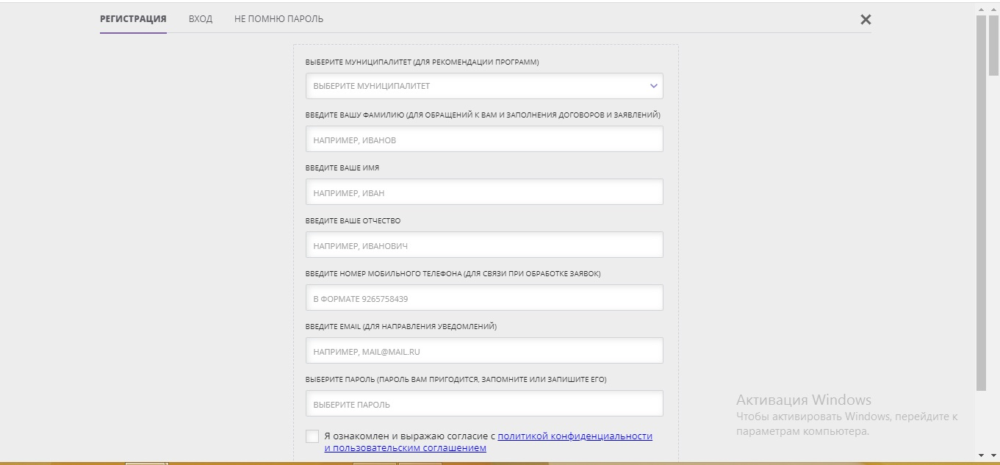 РЕГИСТРАЦИЯ ВХОД НЕ ПОМНЮ ПАРОЛЬ
ВЫБЕРИТЕ МУНИЦИПАЛИТЕТ (ДЛЯ РЕКОМЕНДАЦИИ ПРОГРАММ)
ВЫБЕРИТЕ МУНИЦИПАЛИТЕТ
ВВЕДИТЕ ВАШУ ФАМИЛИЮ (ДЛЯ ОБРАЩЕНИЙ К ВАМ И ЗАПОЛНЕНИЯ ДОГОВОРОВ И ЗАЯВЛЕНИЙ)
НАПРИМЕР, ИВАНОВ
ВВЕДИТЕ ВАШЕ ИМЯ
НАПРИМЕР, ИВАН
ВВЕДИТЕ ВАШЕ ОТЧЕСТВО
НАПРИМЕР, ИВАНОВИЧ
ВВЕДИТЕ НОМЕР МОБИЛЬНОГО ТЕЛЕФОНА (ДЛЯ СВЯЗИ ПРИ ОБРАБОТКЕ ЗАЯВОК)
В ФОРМАТЕ 9265758439
ВВЕДИТЕ EMAIL (ДЛЯ НАПРАВЛЕНИЯ УВЕДОМЛЕНИЙ)
НАПРИМЕР, MAIL@MAIL.RU
ВЫБЕРИТЕ ПАРОЛЬ (ПАРОЛЬ ВАМ ПРИГОДИТСЯ, ЗАПОМНИТЕ ИЛИ ЗАПИШИТЕ ЕГО)
ВЫБЕРИТЕ ПАРОЛЬ
Я ознакомлен и выражаю согласие с политикой конфиденциальности
и пользовательским соглашением
Активация Windows
Чтобы активировать Windows, перейдите к
параметрам компьютера.